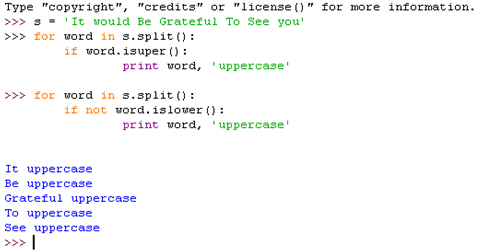 Type "copyright", "credits" or "license()" for more information.
>>> s = 'It would Be Grateful To See you'
>>> for word in s.split():
        if word.isuper():
                print word, 'uppercase'

>>> for word in s.split():
        if not word.islower():
                print word, 'uppercase'

It uppercase
Be uppercase
Grateful uppercase
To uppercase
See uppercase
>>>